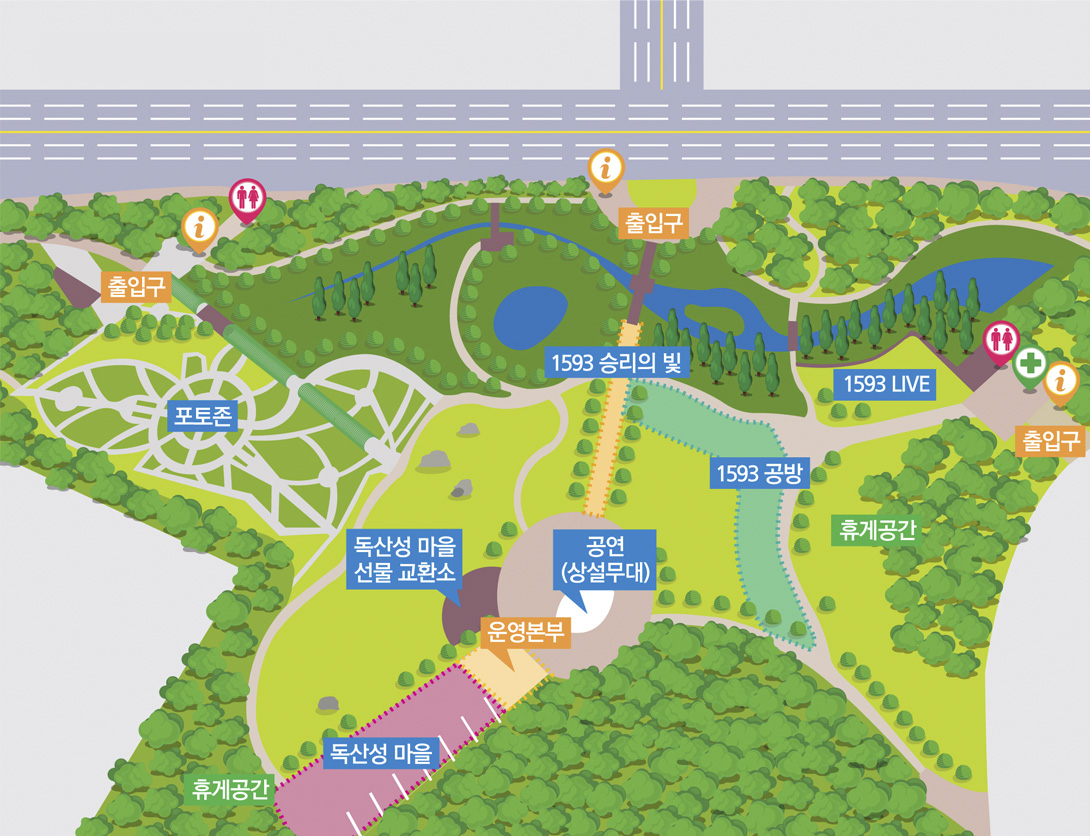 출입구
출입구
1593 승리의 빛
1593 LIVE
포토존
출입구
1593 공방
휴게공간
독산성 마을
선물 교환소
공연
(상설무대)
운영본부
독산성 마을
휴게공간